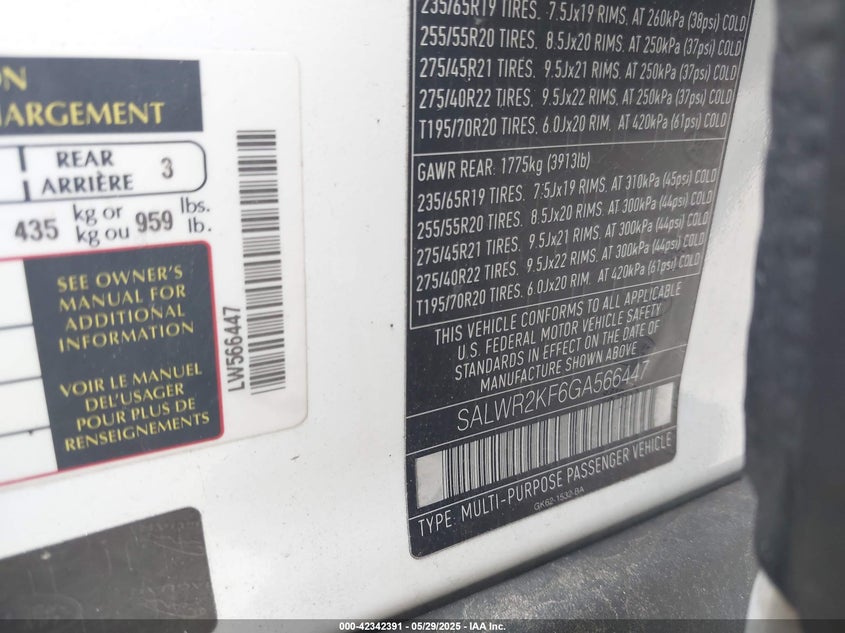 ON
HARGEMENT
REAR
ARRIÈRE 3
435 kg or kg ou 959 lbs. lb.
SEE OWNER'S
MANUAL FOR
ADDITIONAL
INFORMATION
VOIR LE MANUEL
DEL'USAGER
POUR PLUS DE
RENSEIGNEMENTS
LW566447
235/65R19 TIRES. 7.5Jx19 RIMS. AT 260kPa (38psi) COLD
255/55R20 TIRES. 8.5Jx20 RIMS. AT 250kPa (37psi) COLD
275/45R21 TIRES. 9.5Jx21 RIMS. AT 250kPa (37psi) COLD
275/40R22 TIRES. 9.5Jx22 RIMS. AT 250kPa (37psi) COLD
T195/70R20 TIRES. 6.0Jx20 RIM. AT 420kPa (61psi) COLD
GAWR REAR: 1775kg (3913lb)
235/65R19 TIRES. 7.5Jx19 RIMS. AT 310kPa (45psi) COLD
255/55R20 TIRES. 8.5Jx20 RIMS. AT 300kPa (44psi) COLD
275/45R21 TIRES. 9.5Jx21 RIMS. AT 300kPa (44psi) COLD
275/40R22 TIRES. 9.5Jx22 RIMS. AT 300kPa (44psi) COLD
T195/70R20 TIRES. 6.0Jx20 RIM. AT 420kPa (61psi) COLD
THIS VEHICLE CONFORMS TO ALL APPLICABLE
U.S. FEDERAL MOTOR VEHICLE SAFETY
STANDARDS IN EFFECT ON THE DATE OF
MANUFACTURE SHOWN ABOVE
SALWR2KF6GA566447
TYPE: MULTI-PURPOSE PASSENGER VEHICLE
GK62-1532-BA
000-42342391 - 05/29/2025 - IAA Inc.